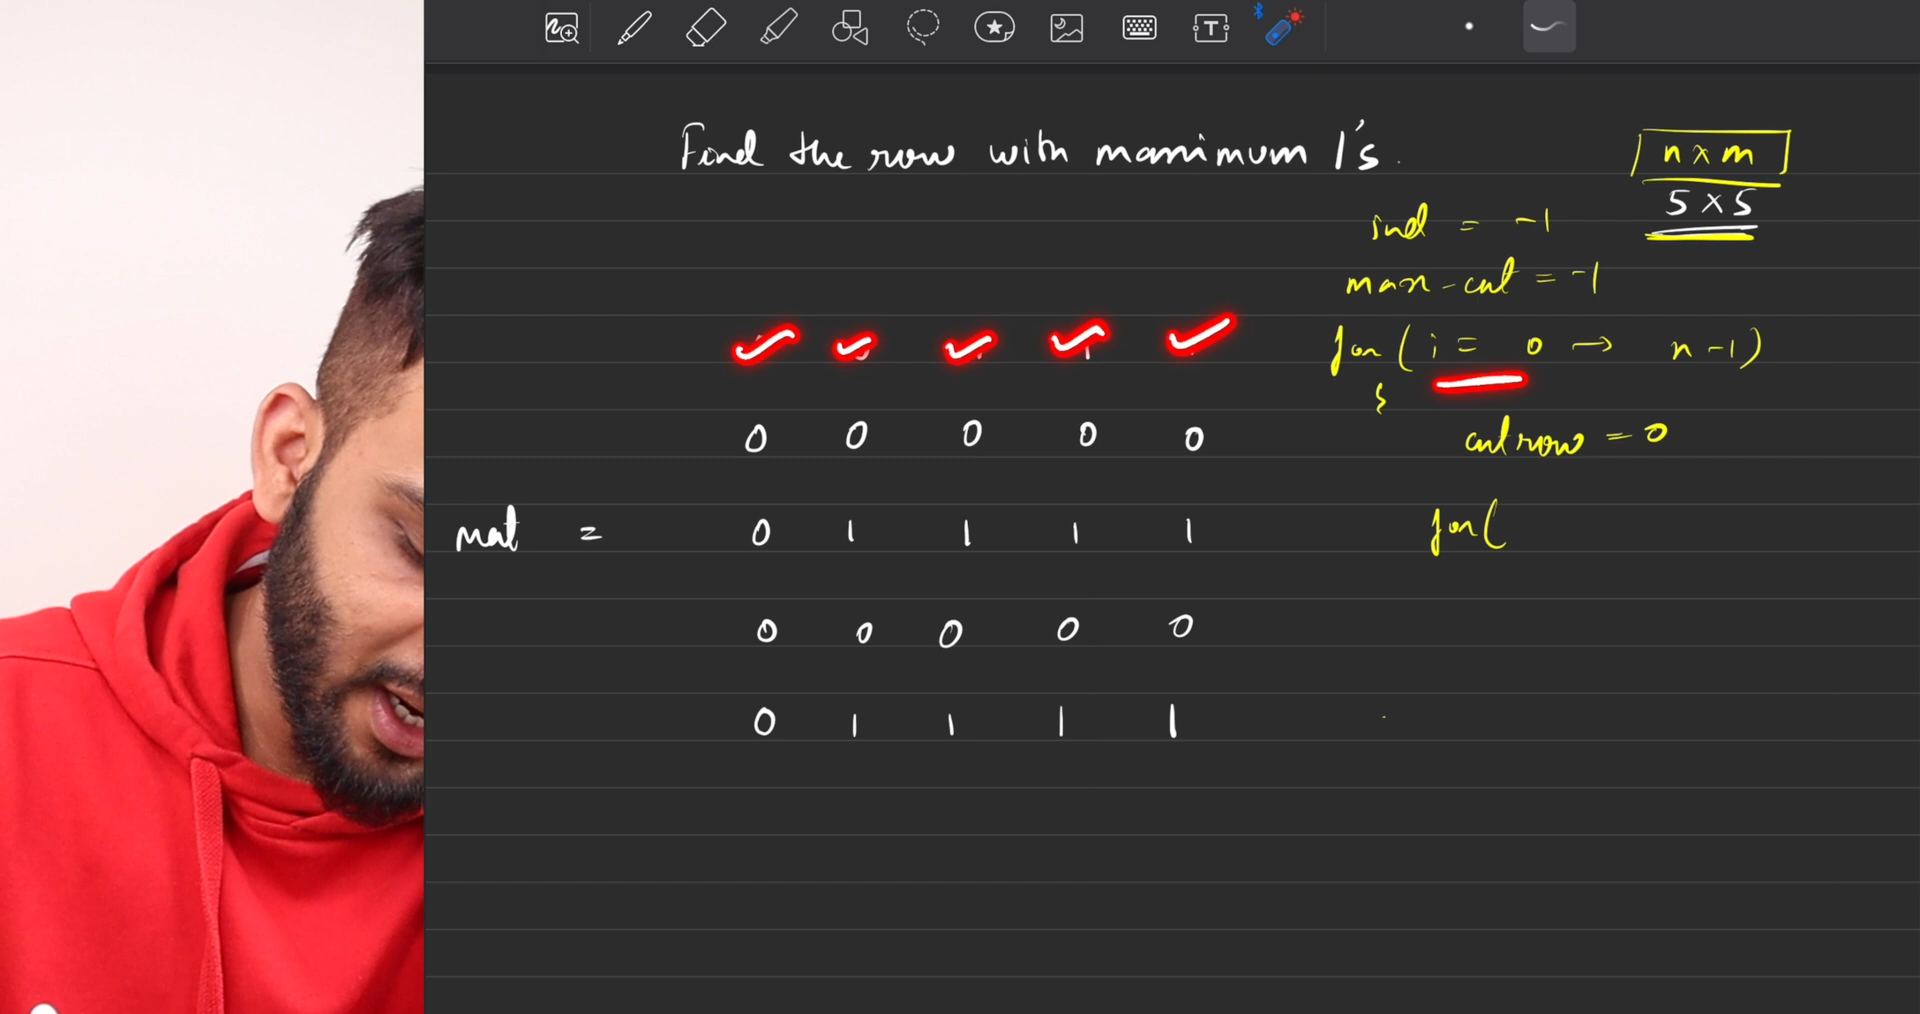 Find the row with maximum 1's.
n x m
5 x 5
ind = -1
max-cnt = -1
for ( i = 0 → n-1)
{
0 0 0 0 0
cnt row = 0
mat = 0 1 1 1 1
for (
0 0 0 0 0
0 1 1 1 1